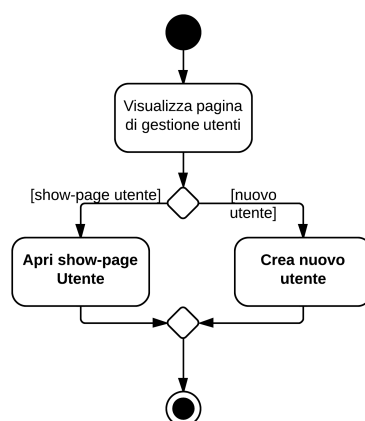 Visualizza pagina
di gestione utenti
[show-page utente]
[nuovo
utente]
Apri show-page
Utente
Crea nuovo
utente